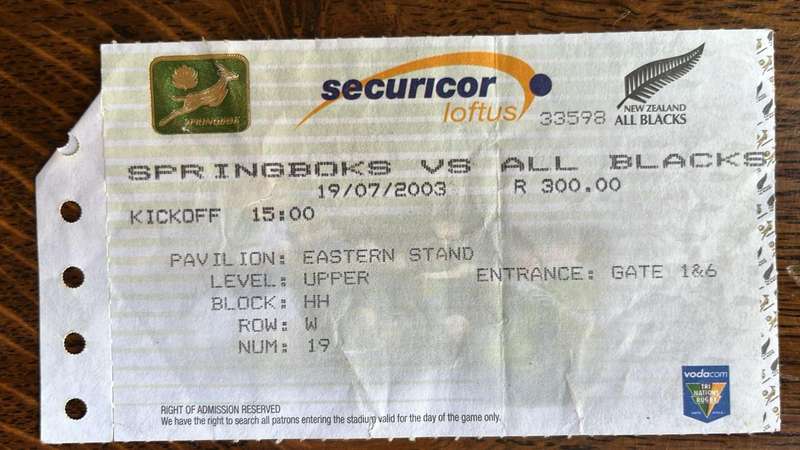 SPRINGBOK
securicor
loftus
33598
NEW ZEALAND
ALL BLACKS
SPRINGBOKS VS ALL BLACKS
19/07/2003 R 300.00
KICKOFF 15:00
PAVILION: EASTERN STAND
LEVEL: UPPER ENTRANCE: GATE 1&6
BLOCK: HH
ROW: W
NUM: 19
vodacom
TRI
NATIONS
RUGBY
RIGHT OF ADMISSION RESERVED
We have the right to search all patrons entering the stadium valid for the day of the game only.